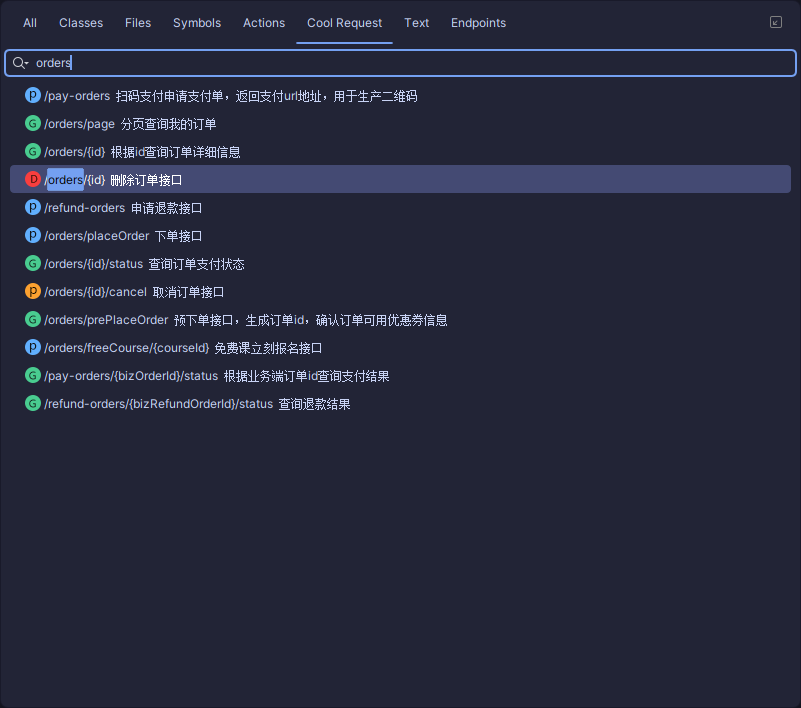 All Classes Files Symbols Actions Cool Request Text Endpoints
orders
P /pay-orders 扫码支付申请支付单，返回支付url地址，用于生产二维码
G /orders/page 分页查询我的订单
G /orders/{id} 根据id查询订单详细信息
D /orders/{id} 删除订单接口
P /refund-orders 申请退款接口
P /orders/placeOrder 下单接口
G /orders/{id}/status 查询订单支付状态
P /orders/{id}/cancel 取消订单接口
G /orders/prePlaceOrder 预下单接口，生成订单id，确认订单可用优惠券信息
P /orders/freeCourse/{courseId} 免费课立刻报名接口
G /pay-orders/{bizOrderId}/status 根据业务端订单id查询支付结果
G /refund-orders/{bizRefundOrderId}/status 查询退款结果